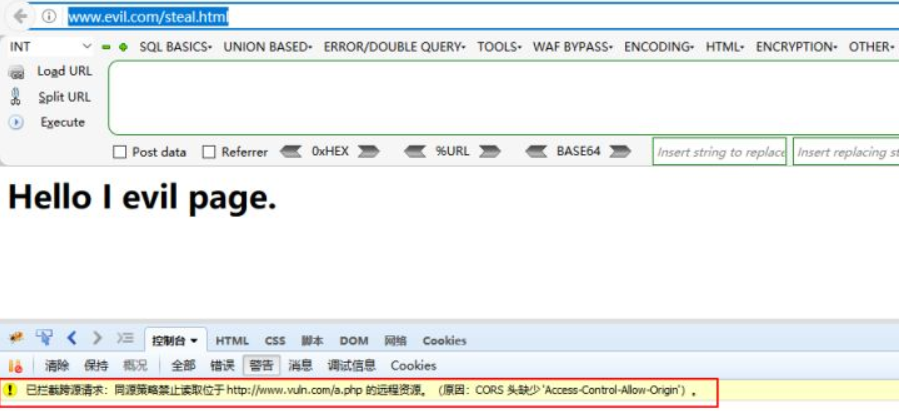 www.evil.com/steal.html
INT SQL BASICS UNION BASED ERROR/DOUBLE QUERY TOOLS WAF BYPASS ENCODING HTML ENCRYPTION OTHER
Load URL
Split URL
Execute
Post data Referrer 0xHEX %URL BASE64 Insert string to replace Insert replacing st
Hello I evil page.
控制台 HTML CSS 脚本 DOM 网络 Cookies
清除 保持 概况 全部 错误 警告 消息 调试信息 Cookies
已拦截跨源请求：同源策略禁止读取位于 http://www.vuln.com/a.php 的远程资源。（原因：CORS 头缺少 'Access-Control-Allow-Origin'）。